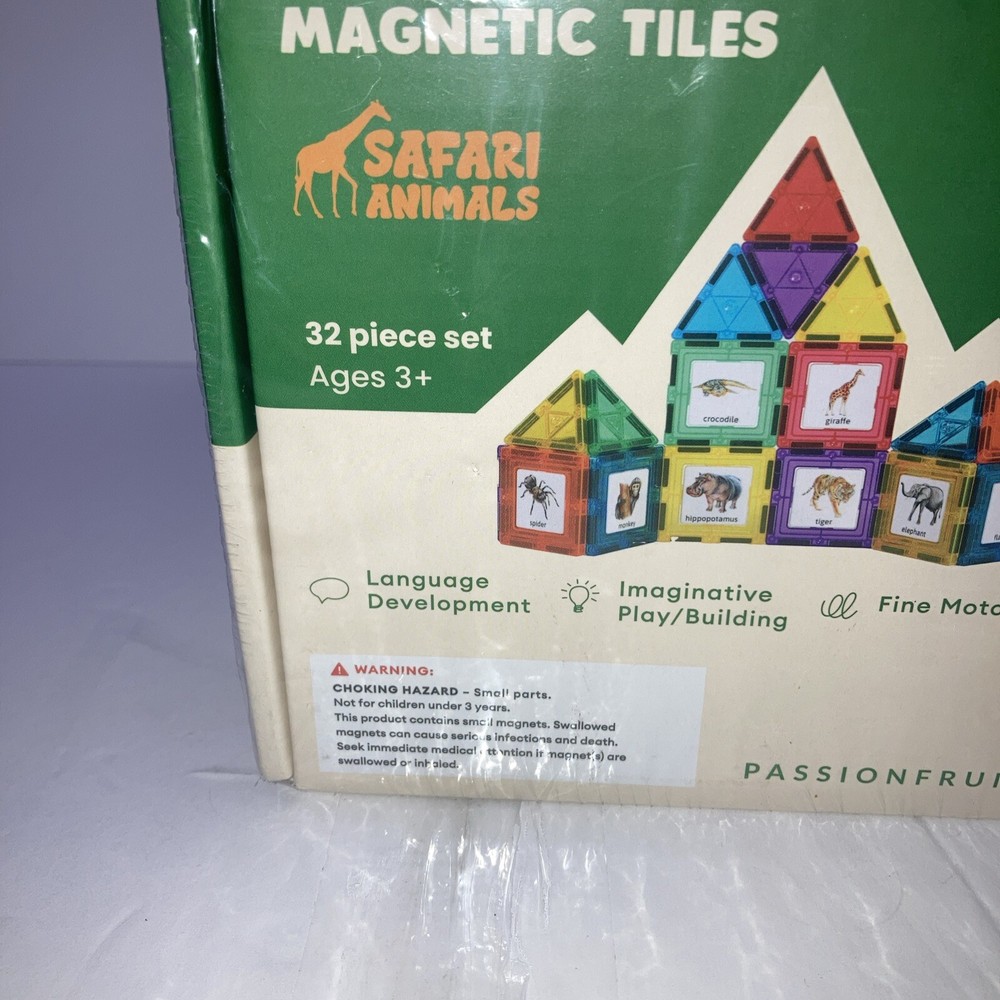 MAGNETIC TILES
SAFARI
ANIMALS
32 piece set
Ages 3+
crocodile
giraffe
spider
monkey
hippopotamus
tiger
elephant
Language
Development
Imaginative
Play/Building
Fine Moto
WARNING:
CHOKING HAZARD – Small parts.
Not for children under 3 years.
This product contains small magnets. Swallowed
magnets can cause serious infections and death.
Seek immediate medical attention if magnet(s) are
swallowed or inhaled.
PASSIONFRUI